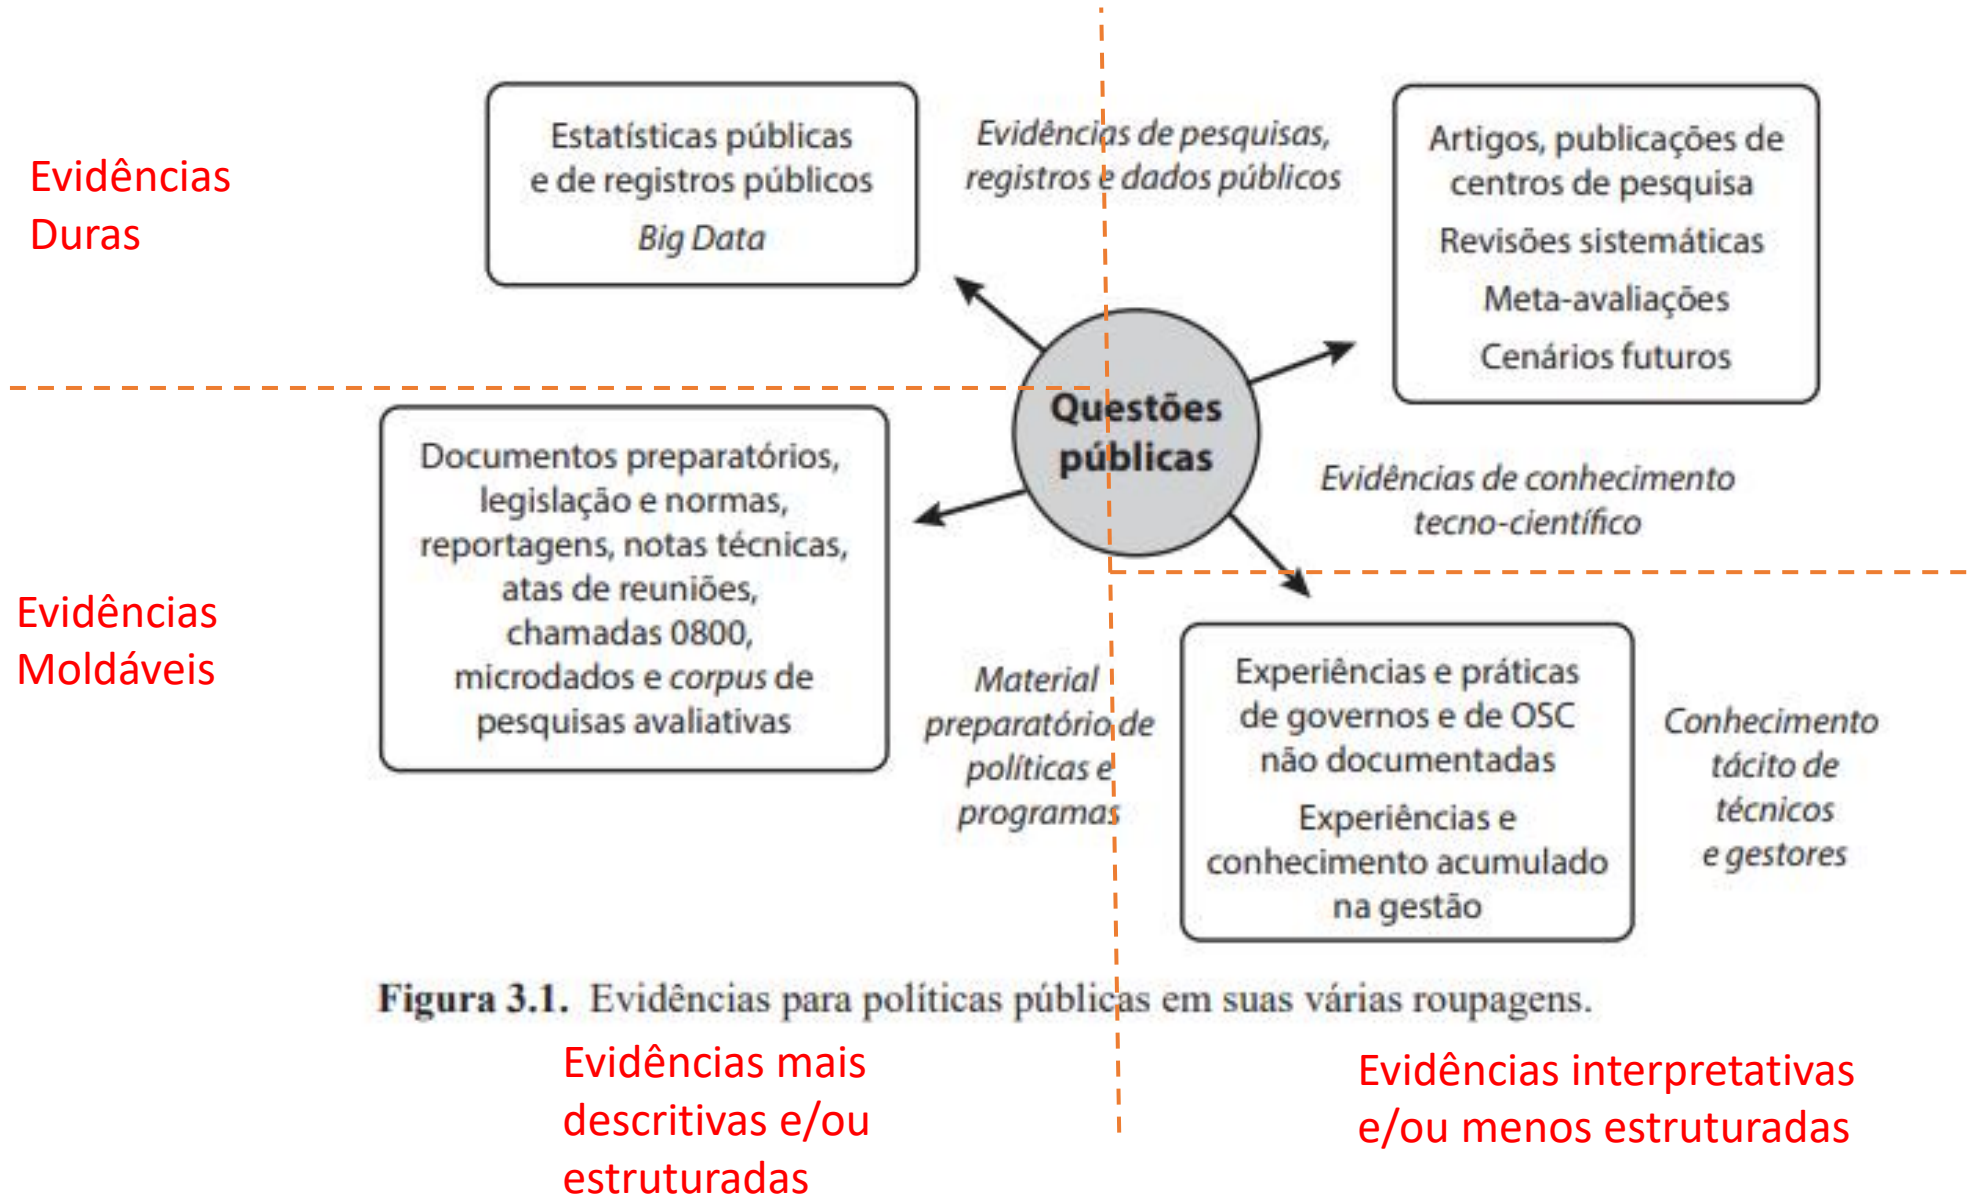 Evidências
Duras
Estatísticas públicas
e de registros públicos
Big Data
Evidências de pesquisas,
registros e dados públicos
Artigos, publicações de
centros de pesquisa
Revisões sistemáticas
Meta-avaliações
Cenários futuros
Questões
públicas
Evidências de conhecimento
tecno-científico
Evidências
Moldáveis
Documentos preparatórios,
legislação e normas,
reportagens, notas técnicas,
atas de reuniões,
chamadas 0800,
microdados e corpus de
pesquisas avaliativas
Material
preparatório de
políticas e
programas
Experiências e práticas
de governos e de OSC
não documentadas
Experiências e
conhecimento acumulado
na gestão
Conhecimento
tácito de
técnicos
e gestores
Figura 3.1. Evidências para políticas públicas em suas várias roupagens.
Evidências mais
descritivas e/ou
estruturadas
Evidências interpretativas
e/ou menos estruturadas